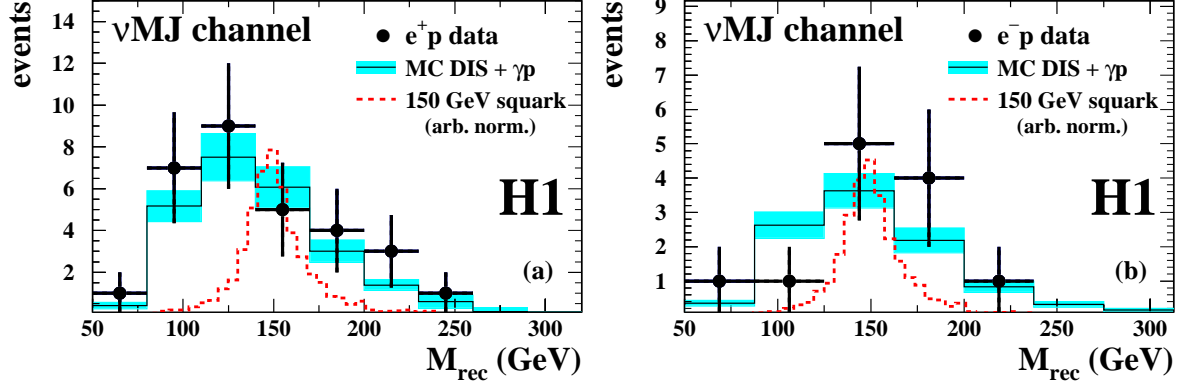 events
νMJ channel
e⁺p data
MC DIS + γp
150 GeV squark
(arb. norm.)
H1
(a)
14
12
10
8
6
4
2
50 100 150 200 250 300
M_rec (GeV)
events
νMJ channel
e⁻p data
MC DIS + γp
150 GeV squark
(arb. norm.)
H1
(b)
9
8
7
6
5
4
3
2
1
50 100 150 200 250 300
M_rec (GeV)